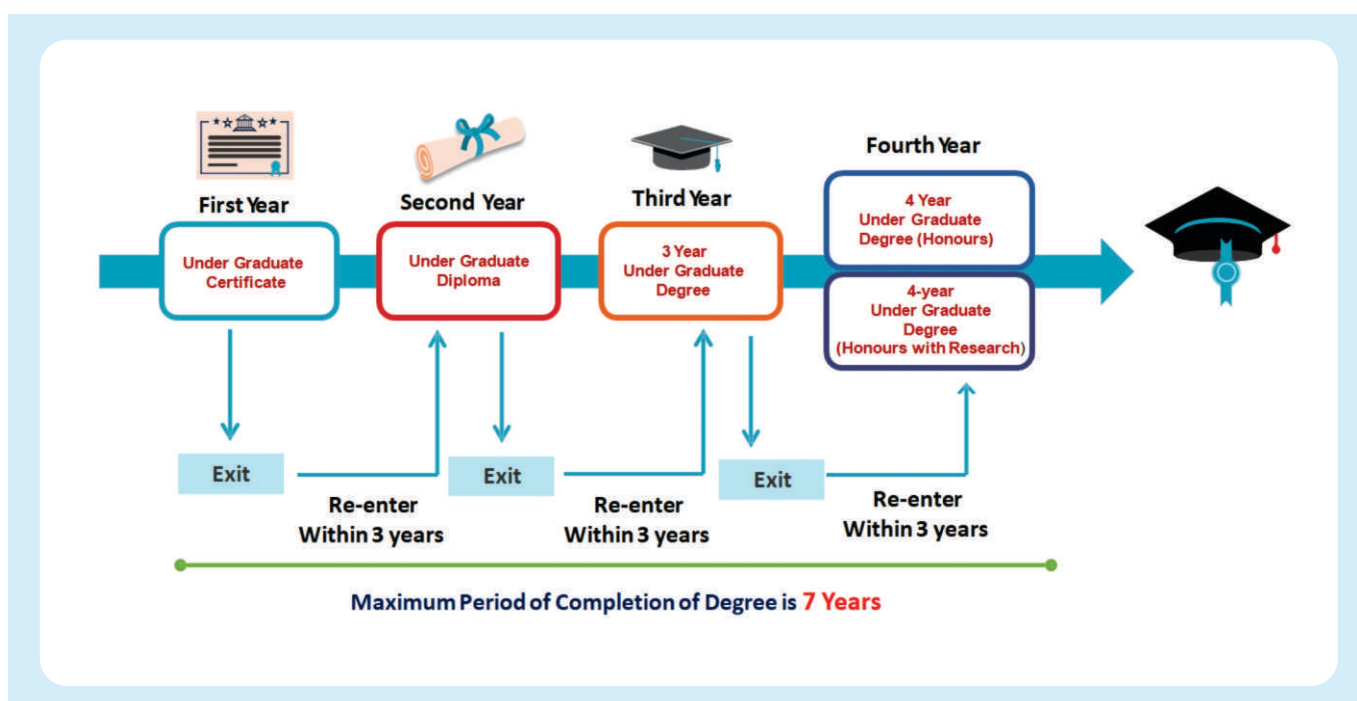 First Year
Under Graduate
Certificate
Second Year
Under Graduate
Diploma
Third Year
3 Year
Under Graduate
Degree
Fourth Year
4 Year
Under Graduate
Degree (Honours)
4-year
Under Graduate
Degree
(Honours with Research)
Exit
Re-enter
Within 3 years
Exit
Re-enter
Within 3 years
Exit
Re-enter
Within 3 years
Maximum Period of Completion of Degree is 7 Years